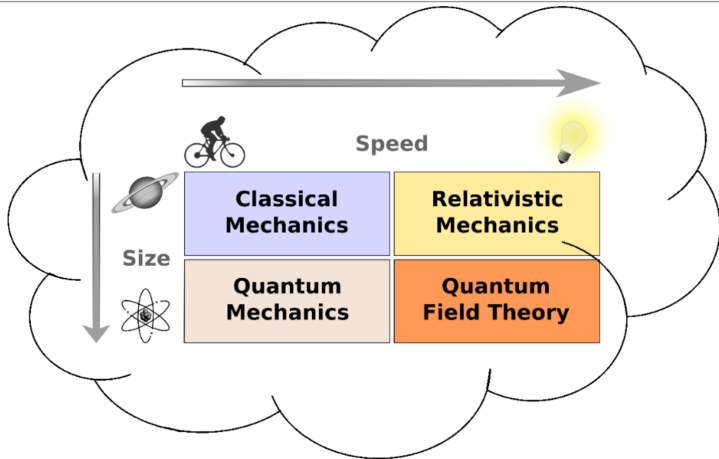 Speed
Classical
Mechanics
Relativistic
Mechanics
Size
Quantum
Mechanics
Quantum
Field Theory